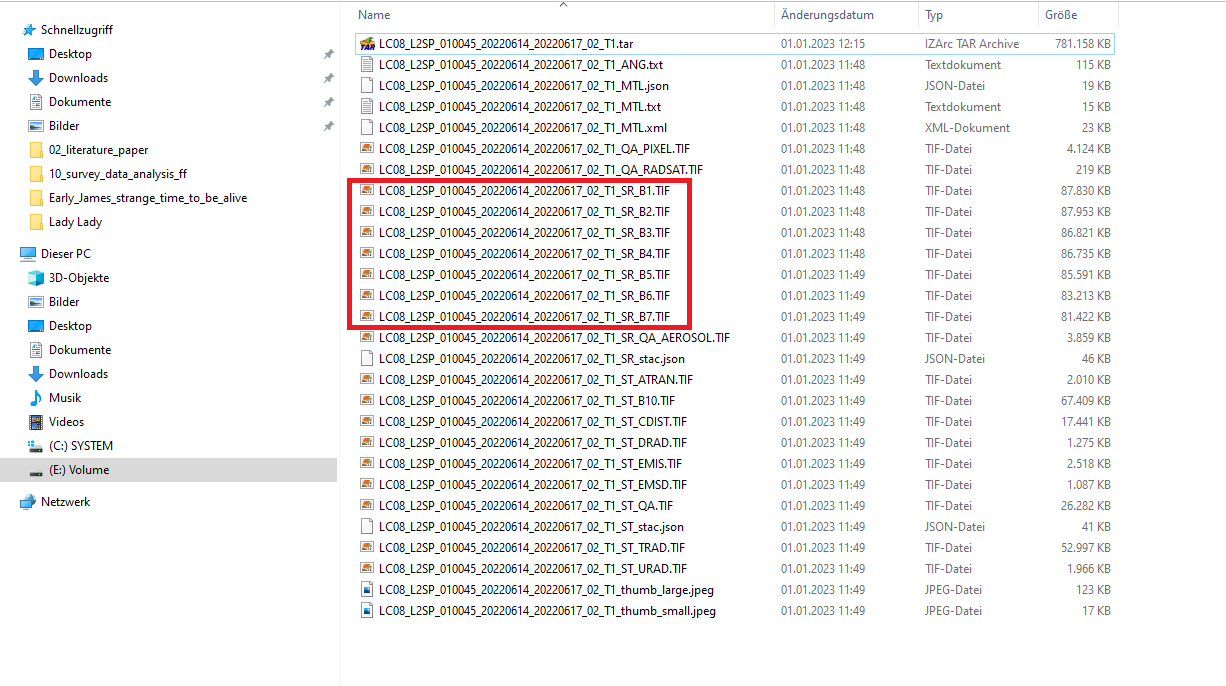 Name Änderungsdatum Typ Größe
Schnellzugriff
Desktop
Downloads
Dokumente
Bilder
02_literature_paper
10_survey_data_analysis_ff
Early_James_strange_time_to_be_alive
Lady Lady
Dieser PC
3D-Objekte
Bilder
Desktop
Dokumente
Downloads
Musik
Videos
(C:) SYSTEM
(E:) Volume
Netzwerk
TAR LC08_L2SP_010045_20220614_20220617_02_T1.tar 01.01.2023 12:15 IZArc TAR Archive 781.158 KB
LC08_L2SP_010045_20220614_20220617_02_T1_ANG.txt 01.01.2023 11:48 Textdokument 115 KB
LC08_L2SP_010045_20220614_20220617_02_T1_MTL.json 01.01.2023 11:48 JSON-Datei 19 KB
LC08_L2SP_010045_20220614_20220617_02_T1_MTL.txt 01.01.2023 11:48 Textdokument 15 KB
LC08_L2SP_010045_20220614_20220617_02_T1_MTL.xml 01.01.2023 11:48 XML-Dokument 23 KB
LC08_L2SP_010045_20220614_20220617_02_T1_QA_PIXEL.TIF 01.01.2023 11:48 TIF-Datei 4.124 KB
LC08_L2SP_010045_20220614_20220617_02_T1_QA_RADSAT.TIF 01.01.2023 11:48 TIF-Datei 219 KB
LC08_L2SP_010045_20220614_20220617_02_T1_SR_B1.TIF 01.01.2023 11:48 TIF-Datei 87.830 KB
LC08_L2SP_010045_20220614_20220617_02_T1_SR_B2.TIF 01.01.2023 11:48 TIF-Datei 87.953 KB
LC08_L2SP_010045_20220614_20220617_02_T1_SR_B3.TIF 01.01.2023 11:48 TIF-Datei 86.821 KB
LC08_L2SP_010045_20220614_20220617_02_T1_SR_B4.TIF 01.01.2023 11:48 TIF-Datei 86.735 KB
LC08_L2SP_010045_20220614_20220617_02_T1_SR_B5.TIF 01.01.2023 11:49 TIF-Datei 85.591 KB
LC08_L2SP_010045_20220614_20220617_02_T1_SR_B6.TIF 01.01.2023 11:49 TIF-Datei 83.213 KB
LC08_L2SP_010045_20220614_20220617_02_T1_SR_B7.TIF 01.01.2023 11:49 TIF-Datei 81.422 KB
LC08_L2SP_010045_20220614_20220617_02_T1_SR_QA_AEROSOL.TIF 01.01.2023 11:49 TIF-Datei 3.859 KB
LC08_L2SP_010045_20220614_20220617_02_T1_SR_stac.json 01.01.2023 11:49 JSON-Datei 46 KB
LC08_L2SP_010045_20220614_20220617_02_T1_ST_ATRAN.TIF 01.01.2023 11:49 TIF-Datei 2.010 KB
LC08_L2SP_010045_20220614_20220617_02_T1_ST_B10.TIF 01.01.2023 11:49 TIF-Datei 67.409 KB
LC08_L2SP_010045_20220614_20220617_02_T1_ST_CDIST.TIF 01.01.2023 11:49 TIF-Datei 17.441 KB
LC08_L2SP_010045_20220614_20220617_02_T1_ST_DRAD.TIF 01.01.2023 11:49 TIF-Datei 1.275 KB
LC08_L2SP_010045_20220614_20220617_02_T1_ST_EMIS.TIF 01.01.2023 11:49 TIF-Datei 2.518 KB
LC08_L2SP_010045_20220614_20220617_02_T1_ST_EMSD.TIF 01.01.2023 11:49 TIF-Datei 1.087 KB
LC08_L2SP_010045_20220614_20220617_02_T1_ST_QA.TIF 01.01.2023 11:49 TIF-Datei 26.282 KB
LC08_L2SP_010045_20220614_20220617_02_T1_ST_stac.json 01.01.2023 11:49 JSON-Datei 41 KB
LC08_L2SP_010045_20220614_20220617_02_T1_ST_TRAD.TIF 01.01.2023 11:49 TIF-Datei 52.997 KB
LC08_L2SP_010045_20220614_20220617_02_T1_ST_URAD.TIF 01.01.2023 11:49 TIF-Datei 1.966 KB
LC08_L2SP_010045_20220614_20220617_02_T1_thumb_large.jpeg 01.01.2023 11:49 JPEG-Datei 123 KB
LC08_L2SP_010045_20220614_20220617_02_T1_thumb_small.jpeg 01.01.2023 11:49 JPEG-Datei 17 KB